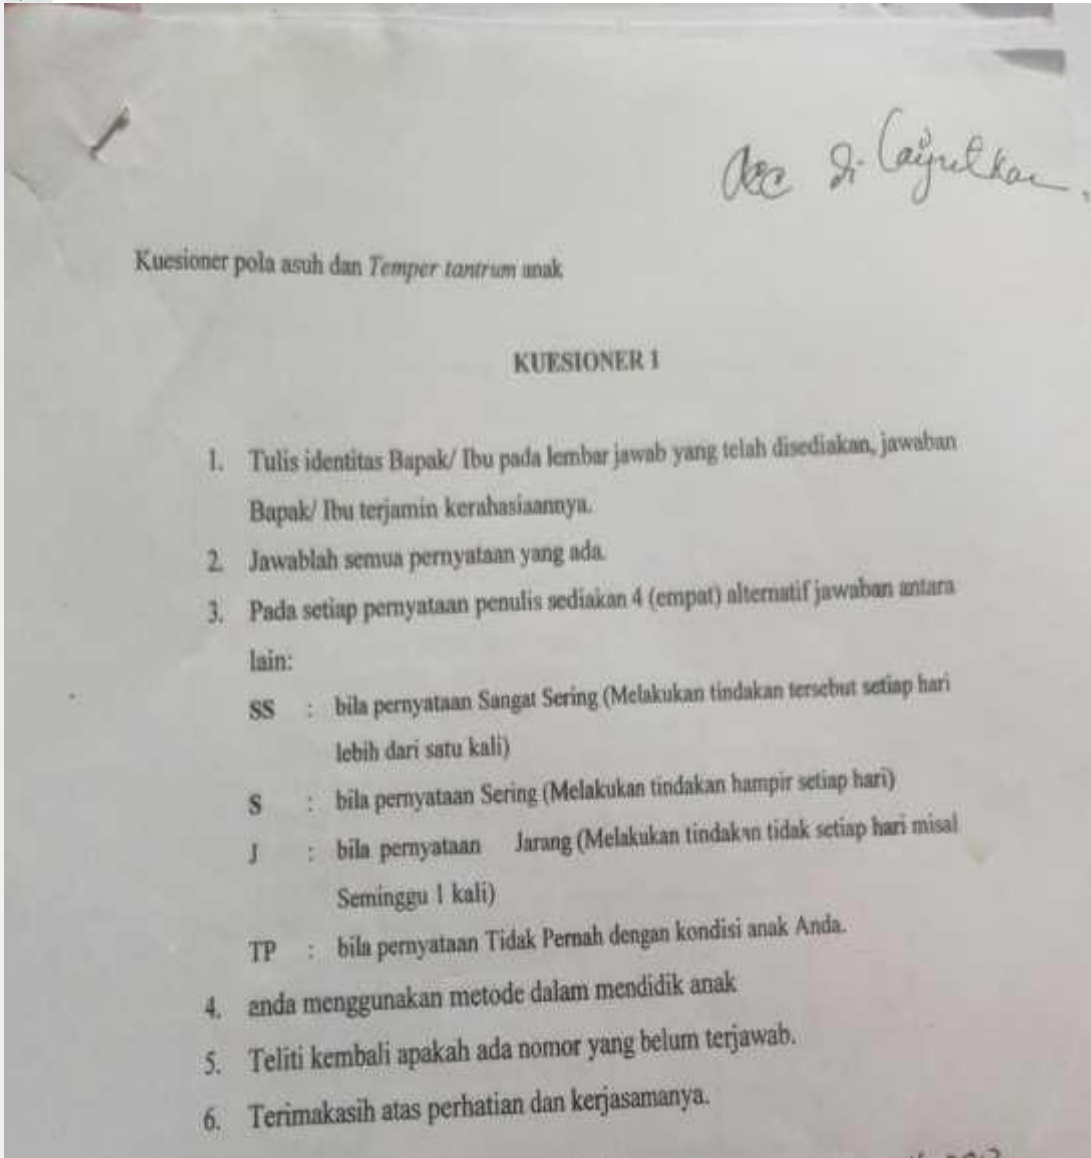 Acc di lanjutkan.
Kuesioner pola asuh dan Temper tantrum anak
KUESIONER 1
1. Tulis identitas Bapak/ Ibu pada lembar jawab yang telah disediakan, jawaban
Bapak/ Ibu terjamin kerahasiaannya.
2. Jawablah semua pernyataan yang ada.
3. Pada setiap pernyataan penulis sediakan 4 (empat) alternatif jawaban antara
lain:
SS : bila pernyataan Sangat Sering (Melakukan tindakan tersebut setiap hari
lebih dari satu kali)
S : bila pernyataan Sering (Melakukan tindakan hampir setiap hari)
J : bila pernyataan Jarang (Melakukan tindakan tidak setiap hari misal
Seminggu 1 kali)
TP : bila pernyataan Tidak Pernah dengan kondisi anak Anda.
4. anda menggunakan metode dalam mendidik anak
5. Teliti kembali apakah ada nomor yang belum terjawab.
6. Terimakasih atas perhatian dan kerjasamanya.